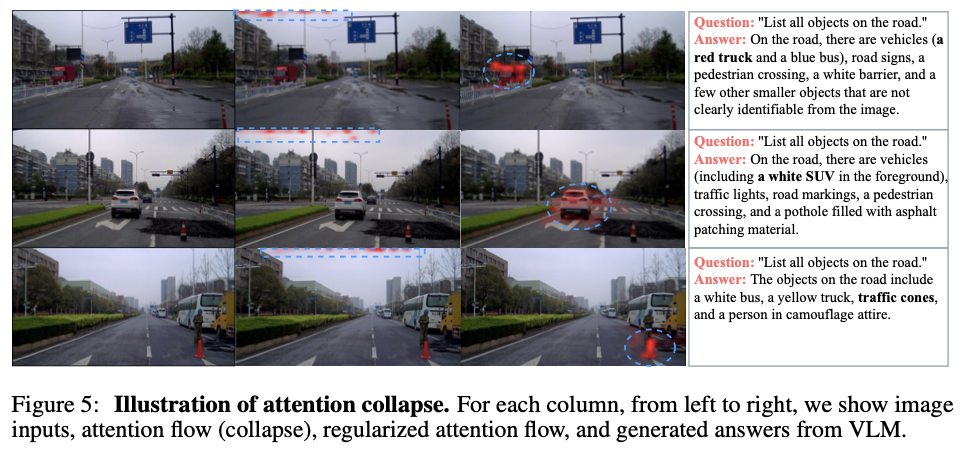 Question: "List all objects on the road."
Answer: On the road, there are vehicles (a
red truck and a blue bus), road signs, a
pedestrian crossing, a white barrier, and a
few other smaller objects that are not
clearly identifiable from the image.
Question: "List all objects on the road."
Answer: On the road, there are vehicles
(including a white SUV in the foreground),
traffic lights, road markings, a pedestrian
crossing, and a pothole filled with asphalt
patching material.
Question: "List all objects on the road."
Answer: The objects on the road include
a white bus, a yellow truck, traffic cones,
and a person in camouflage attire.
Figure 5: Illustration of attention collapse. For each column, from left to right, we show image
inputs, attention flow (collapse), regularized attention flow, and generated answers from VLM.